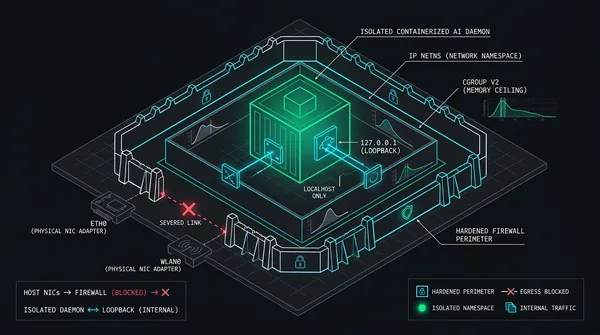 ISOLATED CONTAINERIZED AI DAEMON
IP NETNS (NETWORK NAMESPACE)
CGROUP V2
(MEMORY CEILING)
127.0.0.1
(LOOPBACK)
LOCALHOST
ONLY
ETH0
(PHYSICAL NIC ADAPTER)
SEVERED LINK
WLAN0
(PHYSICAL NIC ADAPTER)
HARDENED FIREWALL
PERIMETER
HOST NICs → FIREWALL (BLOCKED) → ✕
ISOLATED DAEMON ↔ LOOPBACK (INTERNAL)
HARDENED PERIMETER
EGRESS BLOCKED
ISOLATED NAMESPACE
INTERNAL TRAFFIC